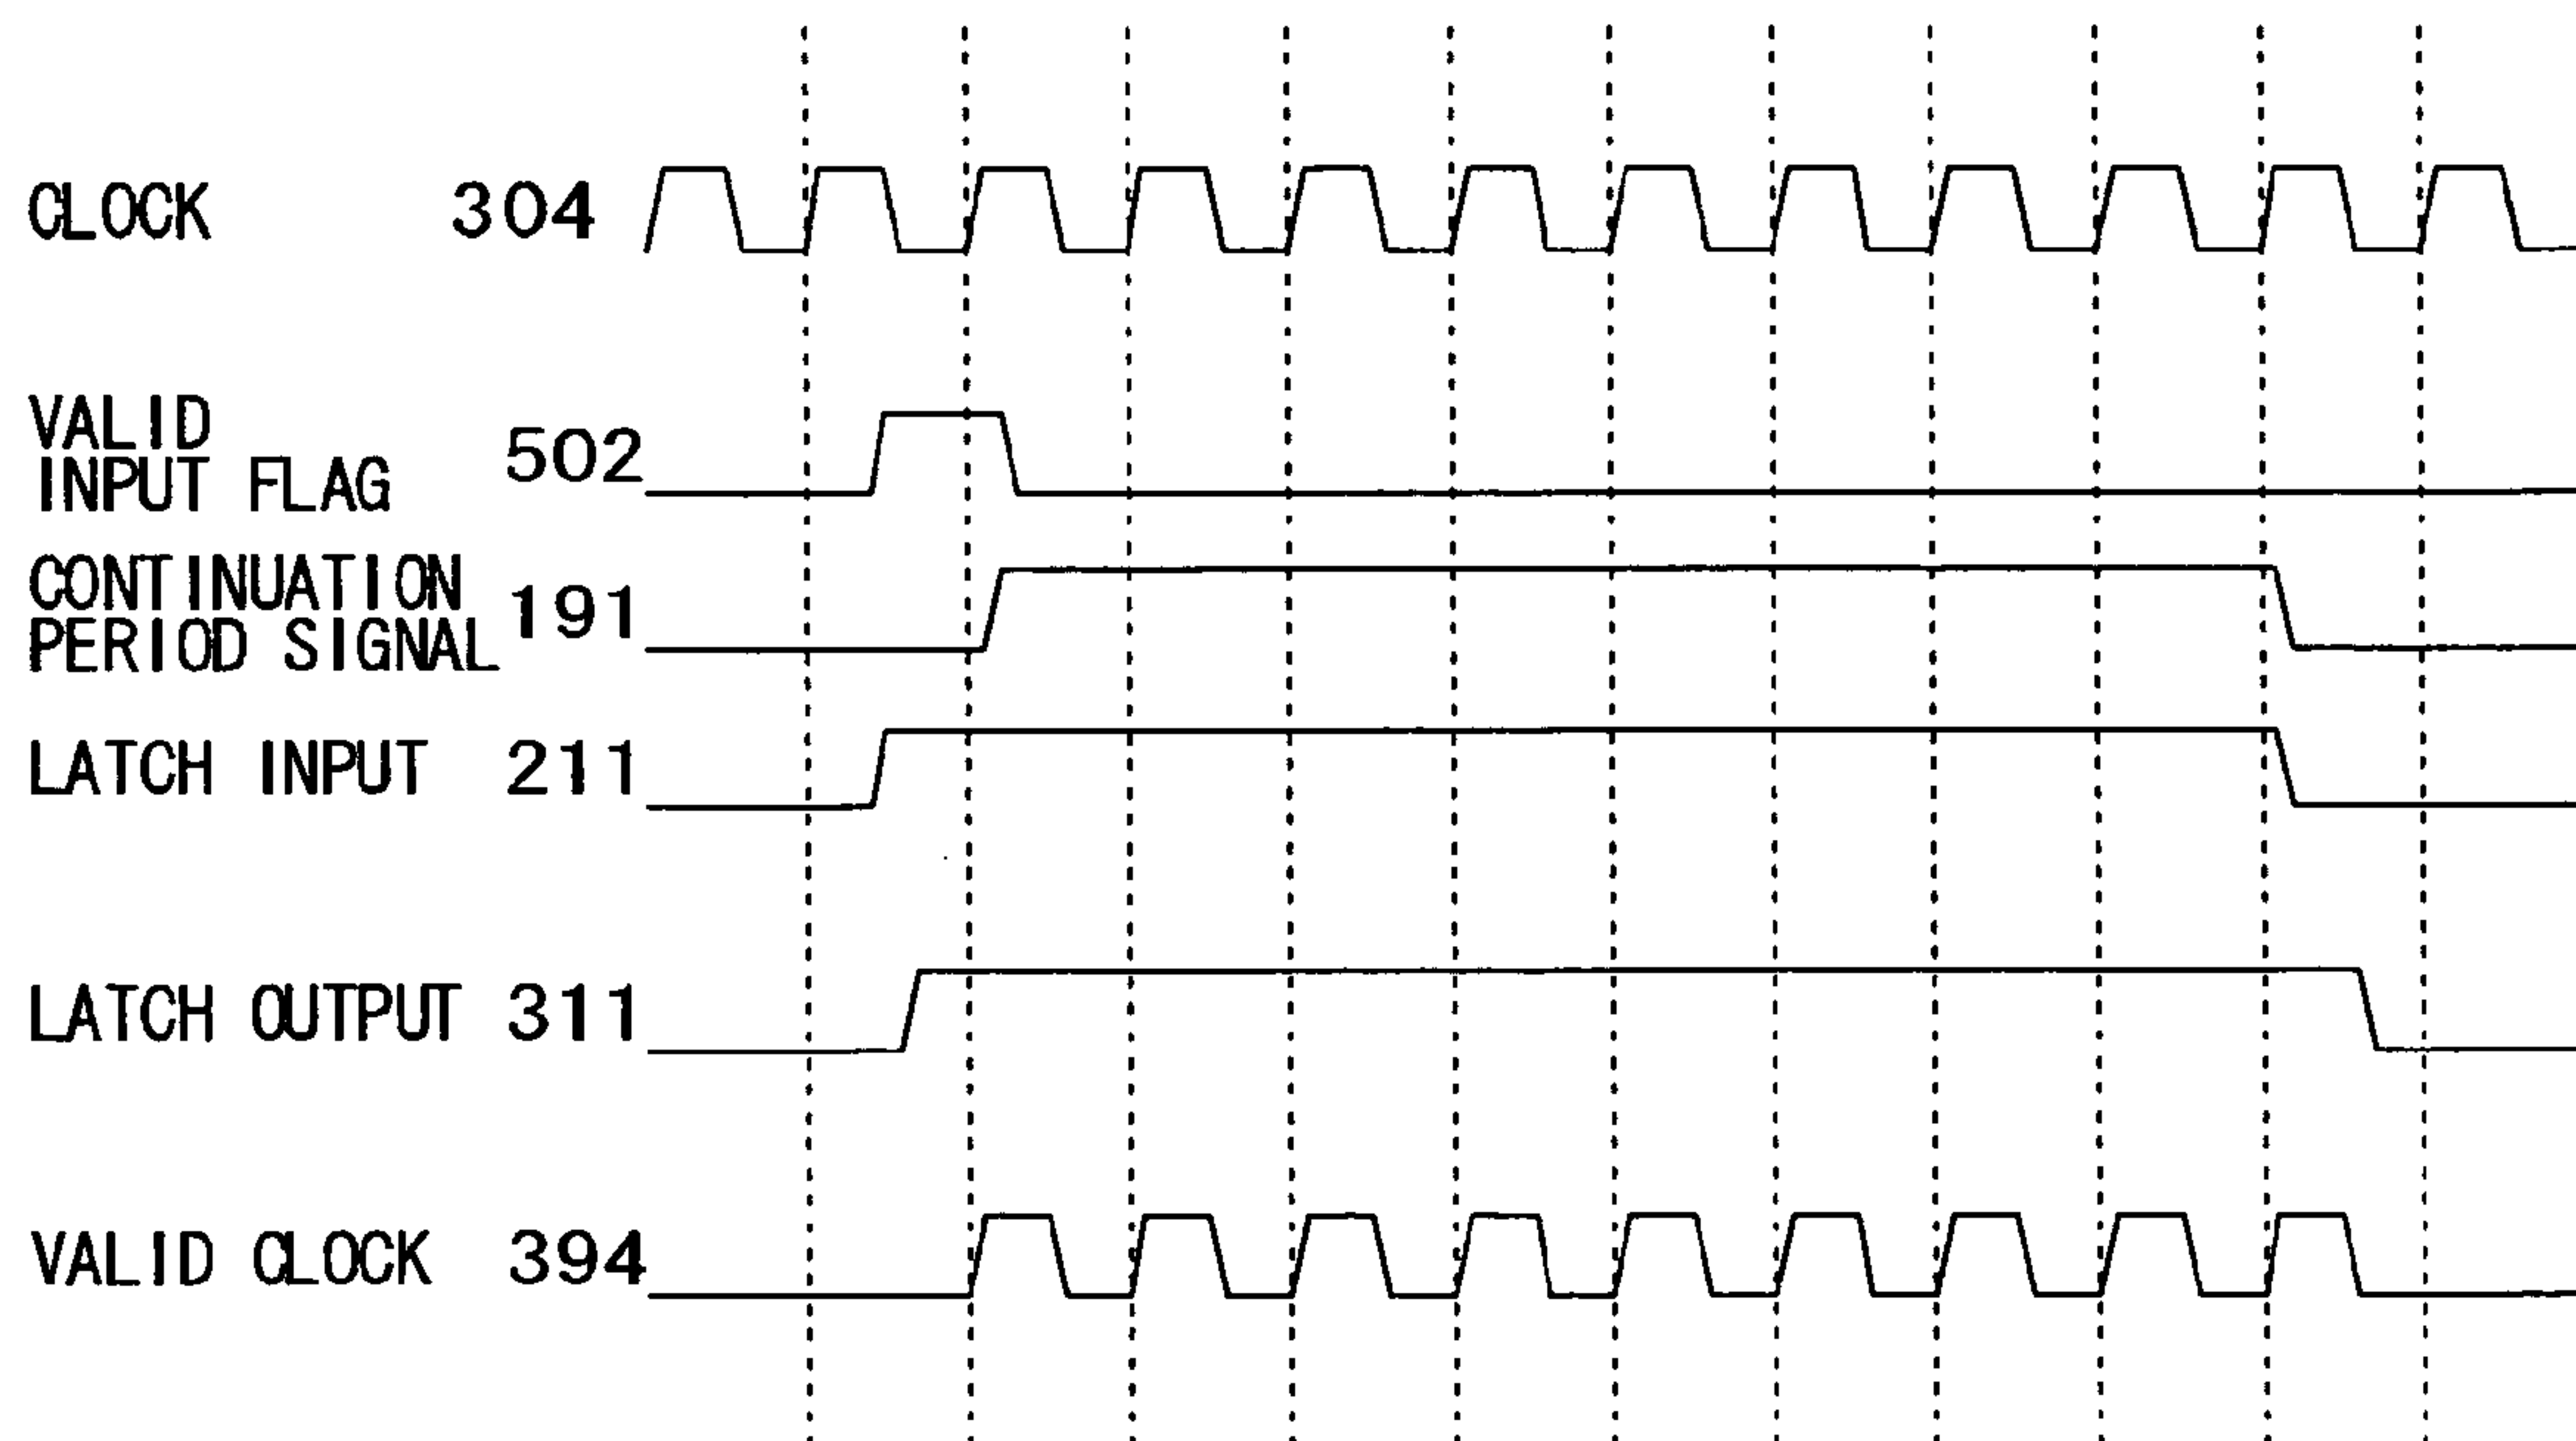 CLOCK 304
VALID
INPUT FLAG 502
CONTINUATION
PERIOD SIGNAL 191
LATCH INPUT 211
LATCH OUTPUT 311
VALID CLOCK 394